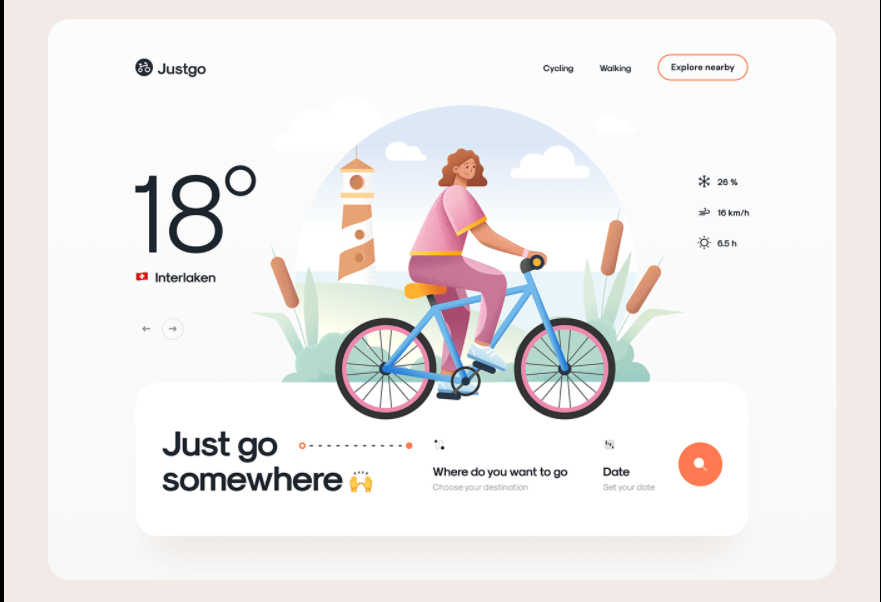 Justgo
Cycling
Walking
Explore nearby
18°
Interlaken
26 %
16 km/h
6.5 h
Just go
somewhere 🙌
Where do you want to go
Choose your destination
Date
Set your date